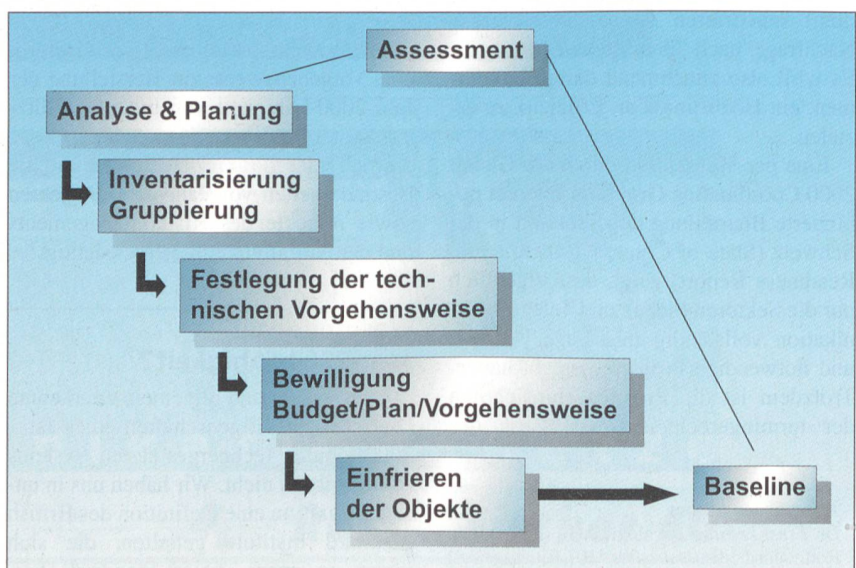 Assessment
Analyse & Planung
Inventarisierung
Gruppierung
Festlegung der tech-
nischen Vorgehensweise
Bewilligung
Budget/Plan/Vorgehensweise
Einfrieren
der Objekte
Baseline